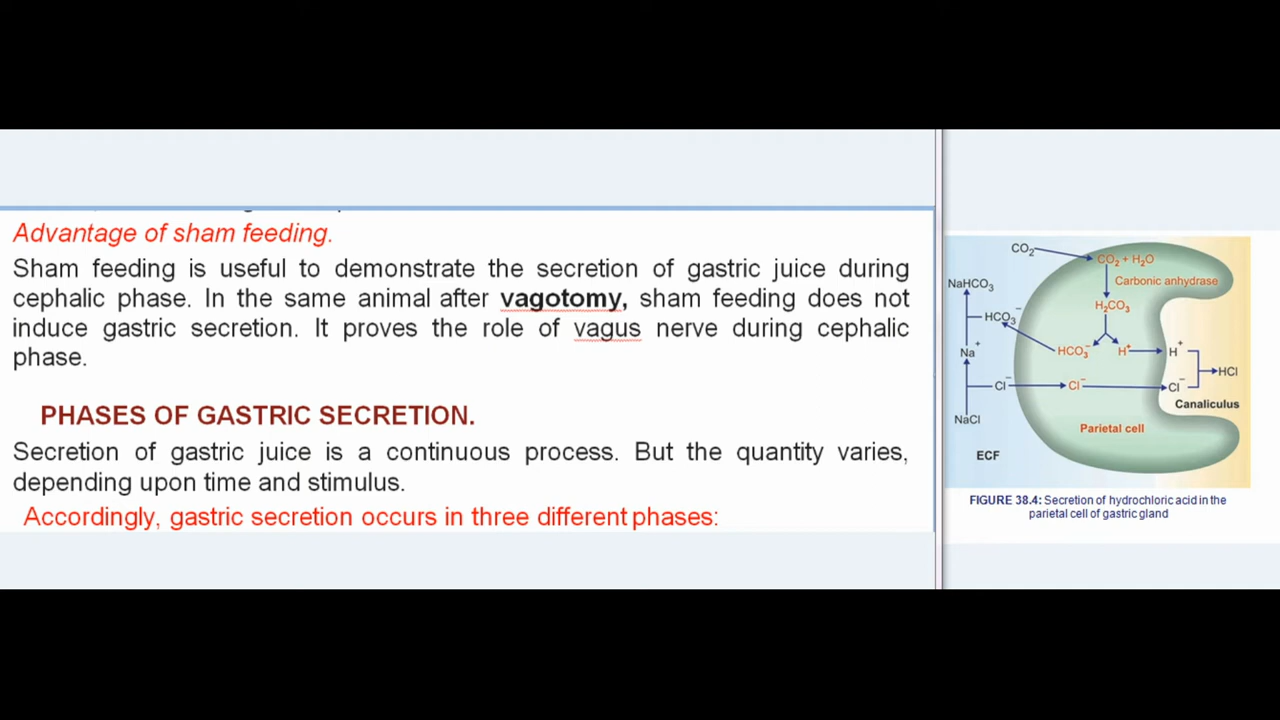 Advantage of sham feeding.
Sham feeding is useful to demonstrate the secretion of gastric juice during
cephalic phase. In the same animal after vagotomy, sham feeding does not
induce gastric secretion. It proves the role of vagus nerve during cephalic
phase.
PHASES OF GASTRIC SECRETION.
Secretion of gastric juice is a continuous process. But the quantity varies,
depending upon time and stimulus.
Accordingly, gastric secretion occurs in three different phases:
CO₂
CO₂ + H₂O
Carbonic anhydrase
NaHCO₃
H₂CO₃
HCO₃⁻
Na⁺
HCO₃⁻
H⁺
H⁺
HCl
Cl⁻
Cl⁻
Cl⁻
Canaliculus
NaCl
Parietal cell
ECF
FIGURE 38.4: Secretion of hydrochloric acid in the
parietal cell of gastric gland